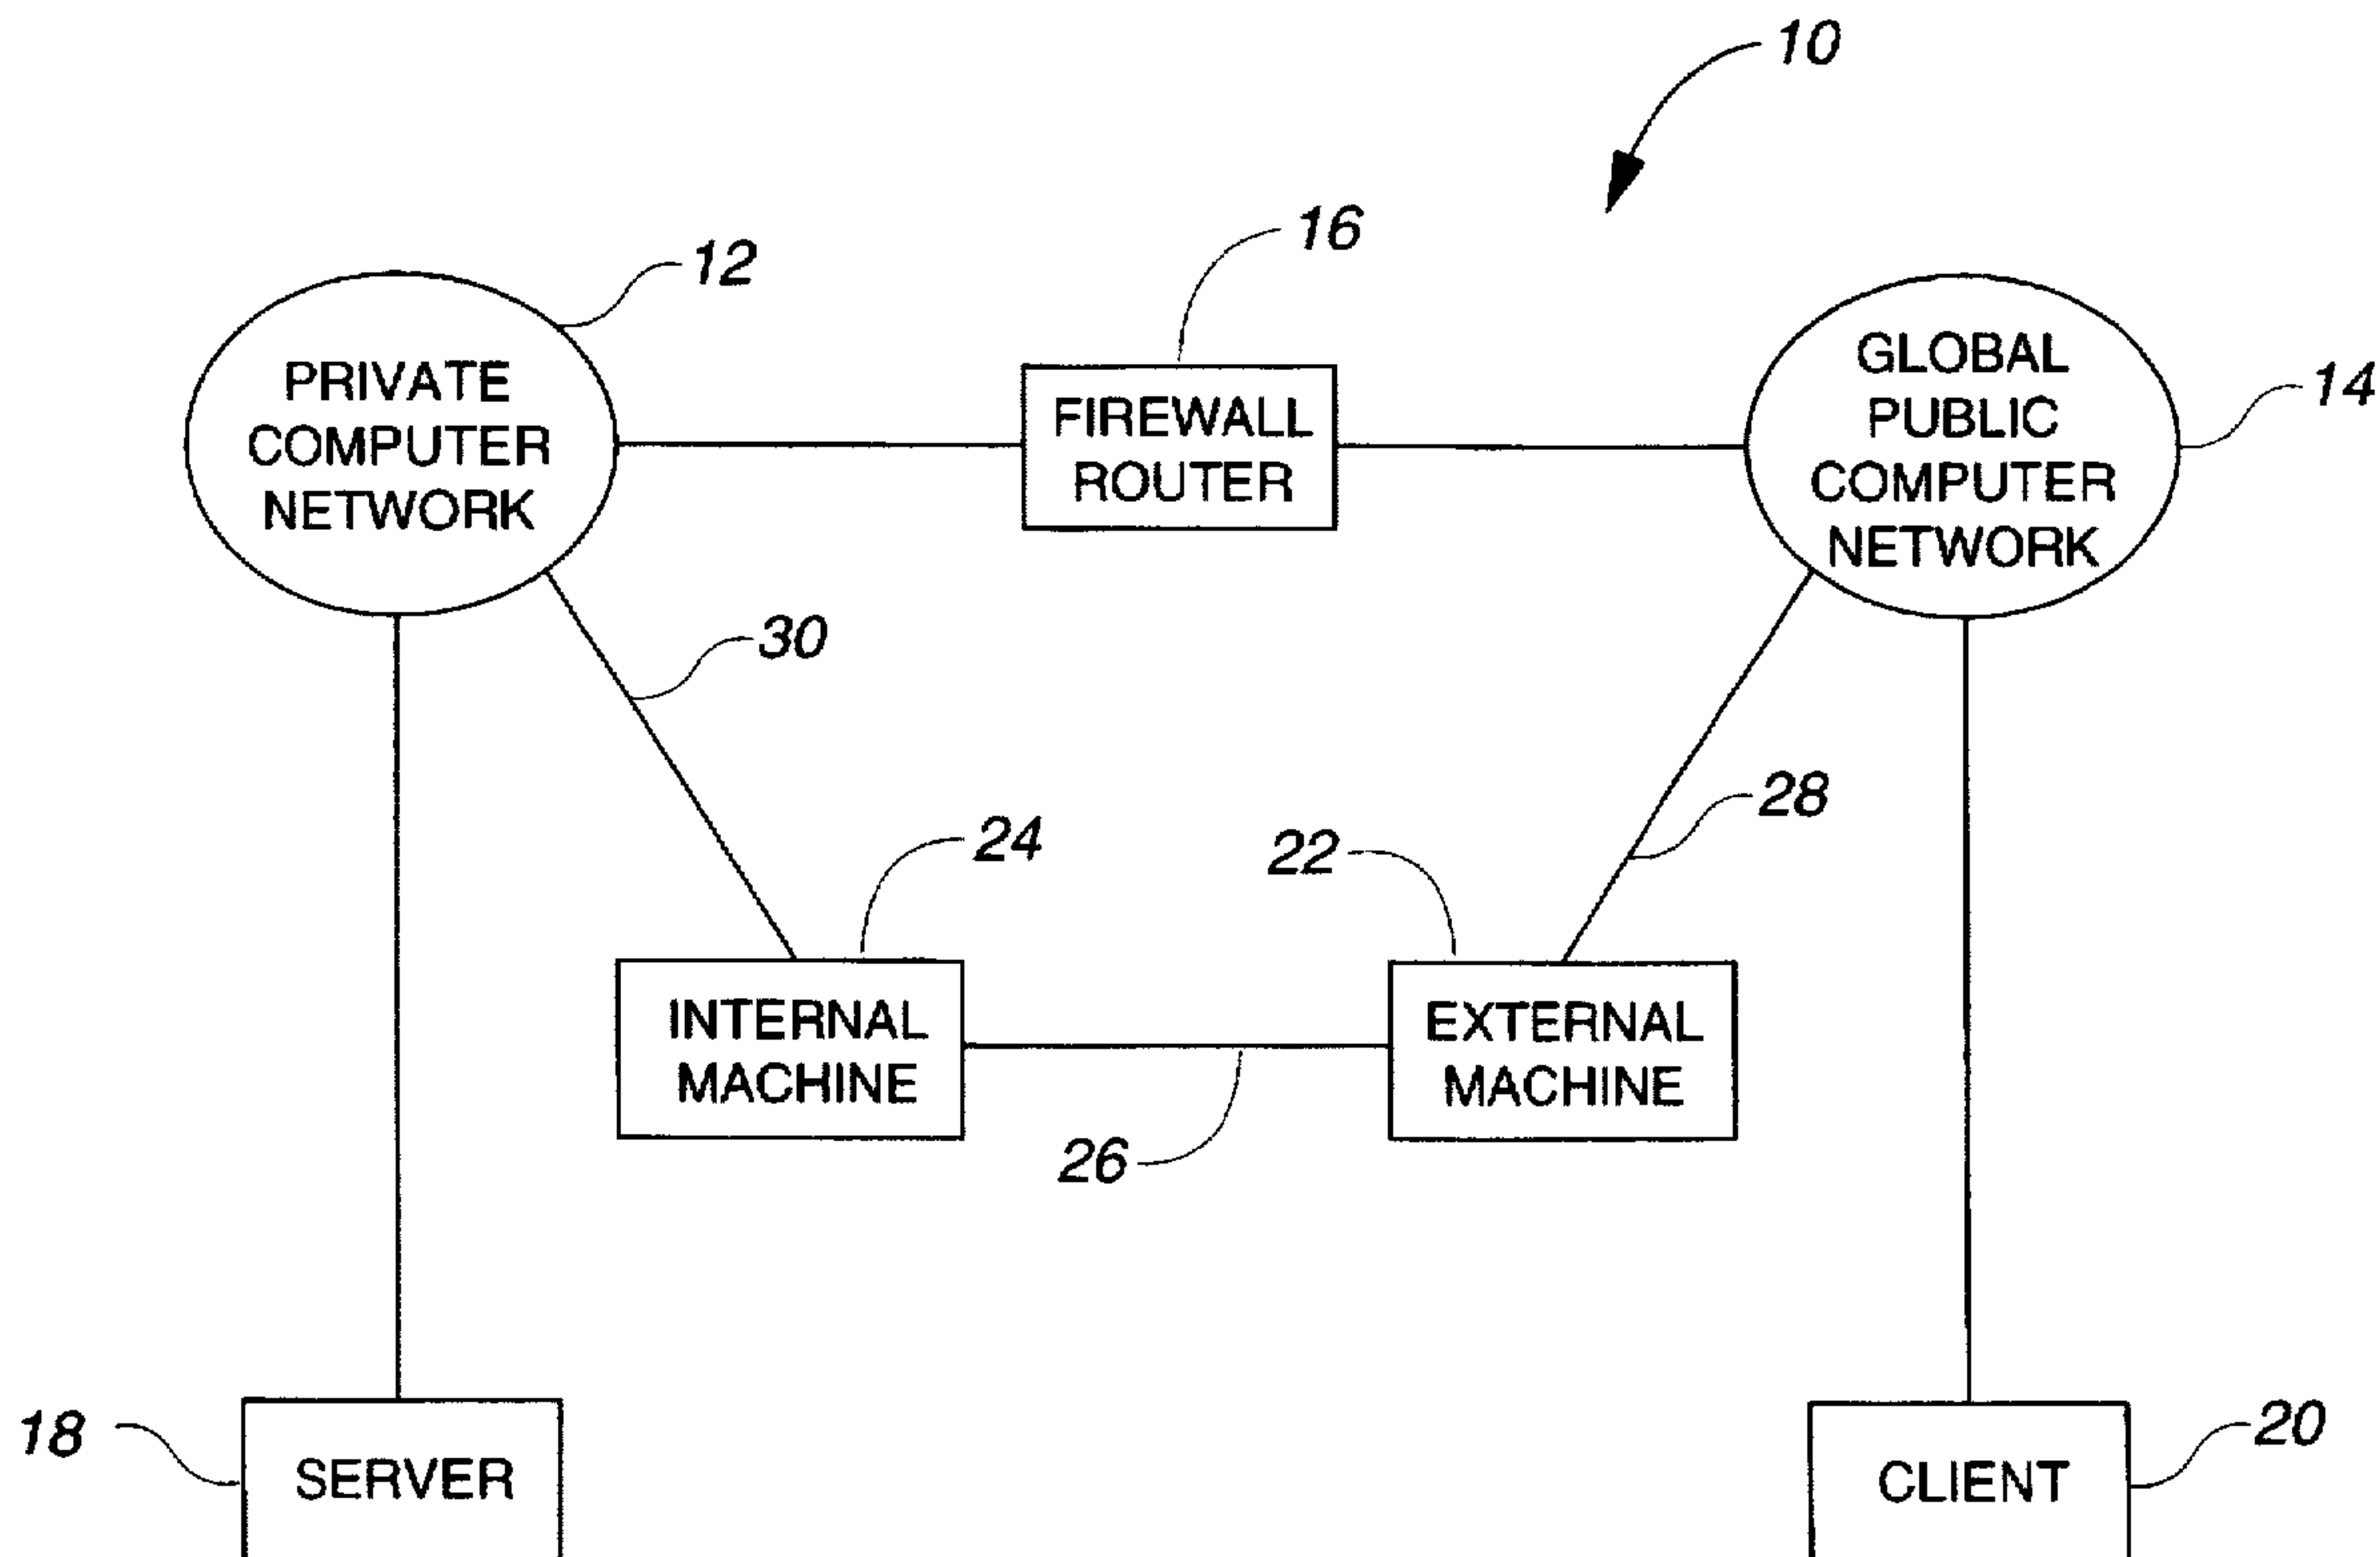 10
16
12
PRIVATE
COMPUTER
NETWORK
FIREWALL
ROUTER
GLOBAL
PUBLIC
COMPUTER
NETWORK
14
30
28
24
22
INTERNAL
MACHINE
EXTERNAL
MACHINE
26
18
SERVER
CLIENT
20